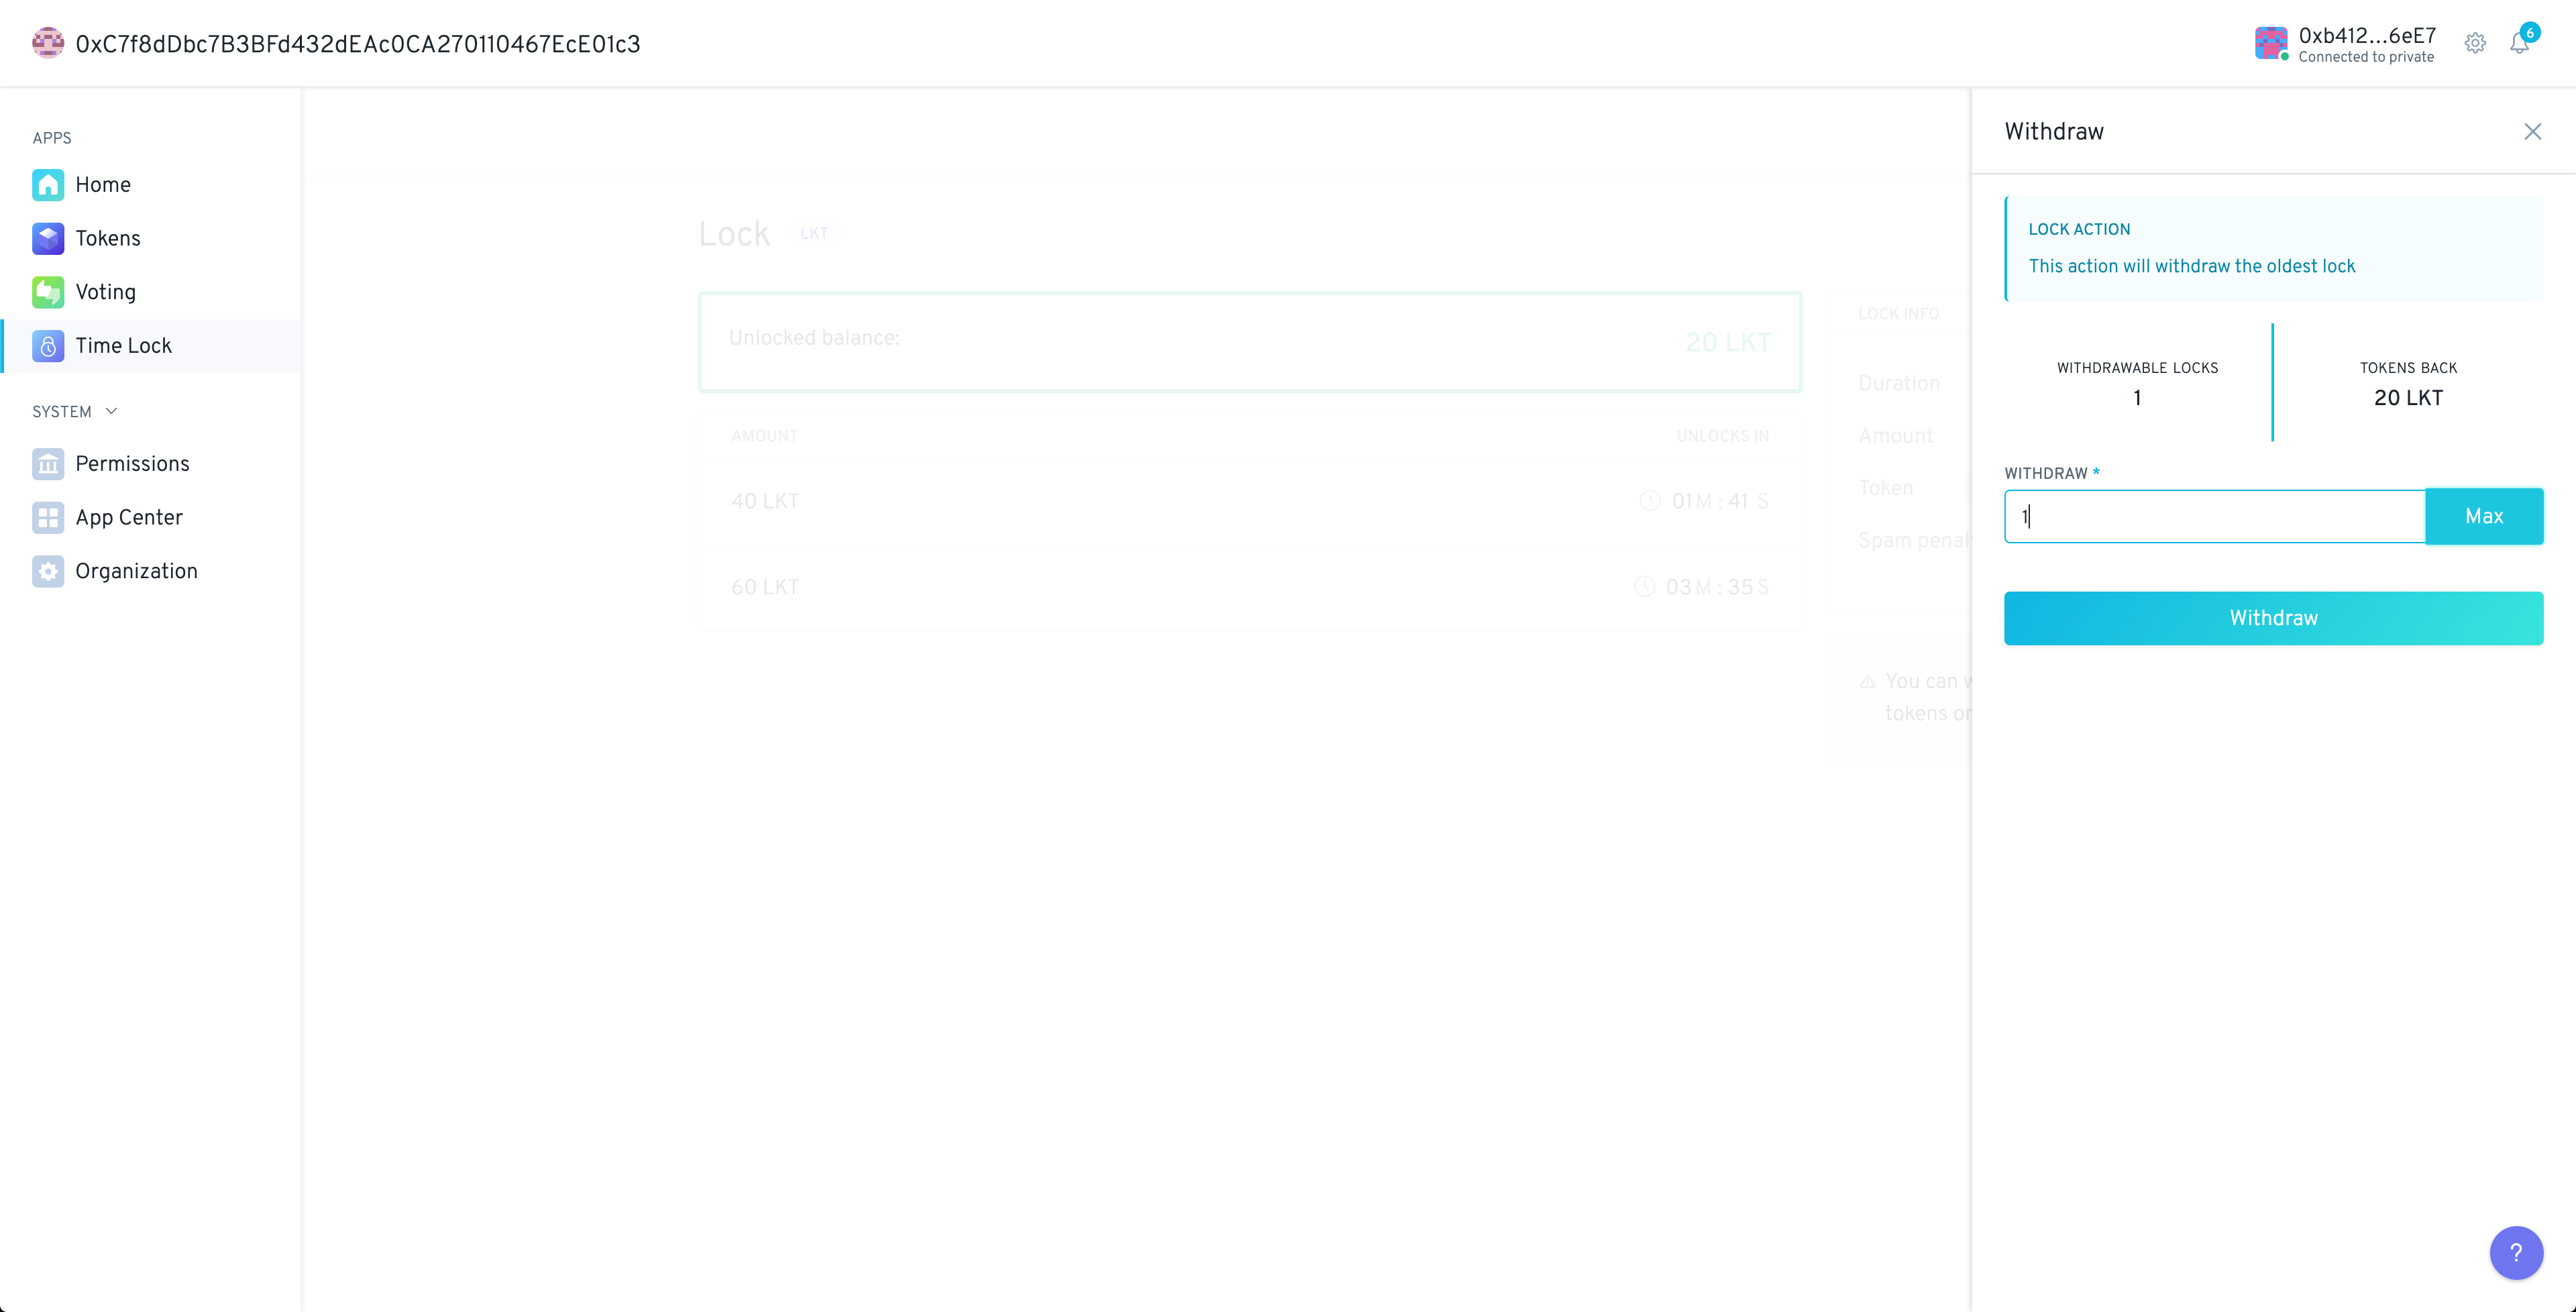 0xC7f8dDbc7B3BFd432dEAc0CA270110467EcE01c3
0xb412...6eE7
Connected to private
6
APPS
Home
Tokens
Voting
Time Lock
SYSTEM
Permissions
App Center
Organization
Lock LKT
Unlocked balance: 20 LKT
AMOUNT UNLOCKS IN
40 LKT 01 M : 41 S
60 LKT 03 M : 35 S
LOCK INFO
Duration
Amount
Token
Spam penal
You can w
tokens or
Withdraw
LOCK ACTION
This action will withdraw the oldest lock
WITHDRAWABLE LOCKS
1
TOKENS BACK
20 LKT
WITHDRAW *
1
Max
Withdraw
?